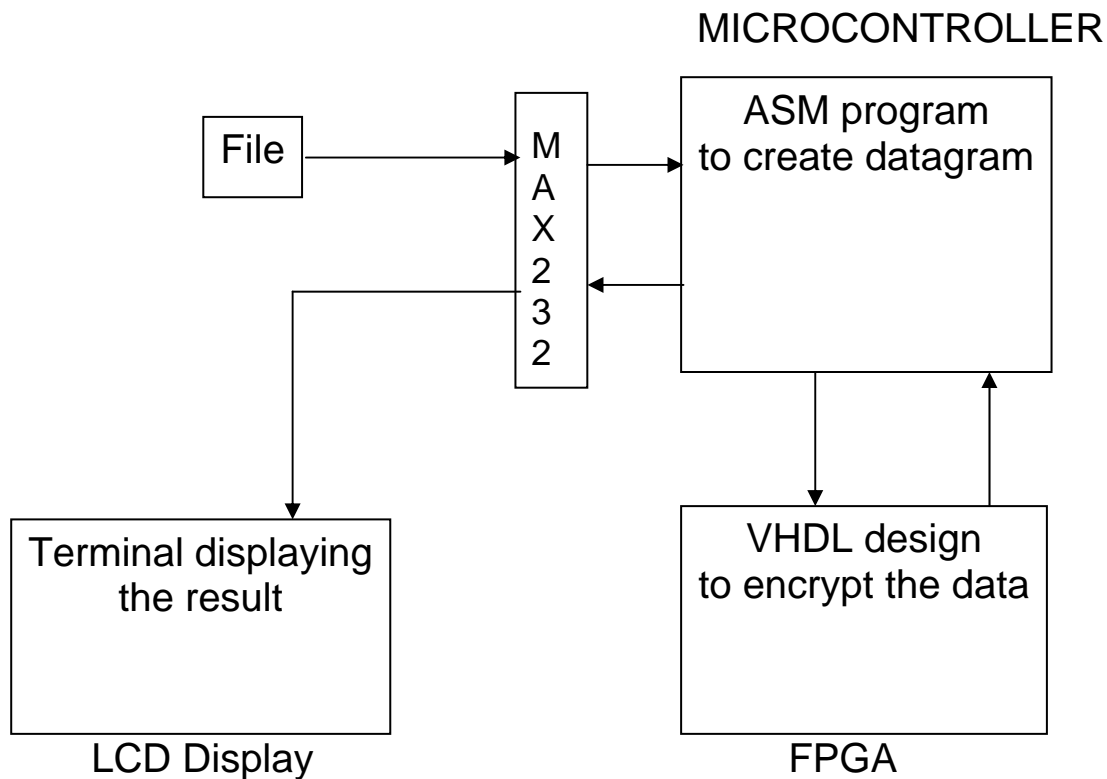 MICROCONTROLLER
ASM program
to create datagram
File
M
A
X
2
3
2
Terminal displaying
the result
VHDL design
to encrypt the data
LCD Display
FPGA